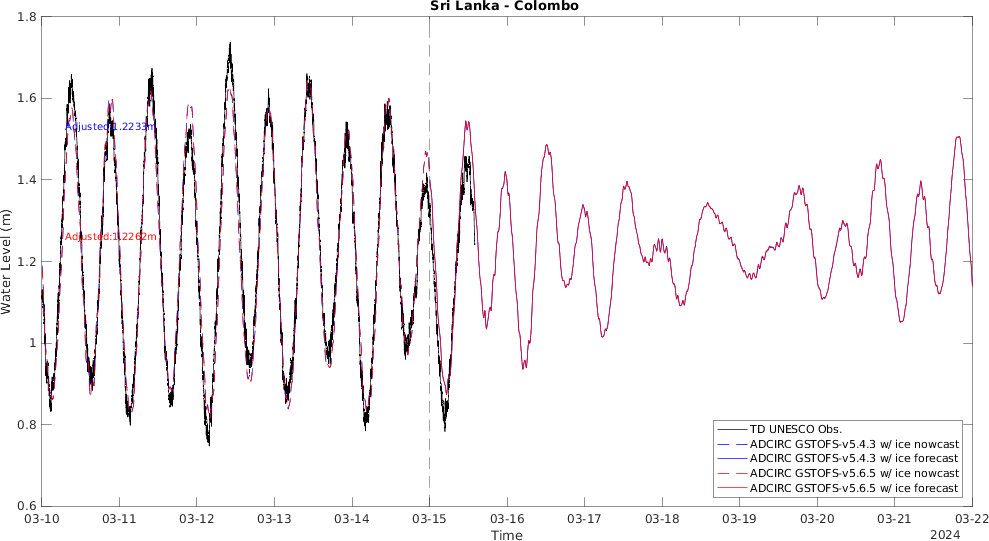 Sri Lanka - Colombo
1.8
1.6
1.4
1.2
1
0.8
0.6
Water Level (m)
Adjusted:1.2233m
Adjusted:1.2262m
TD UNESCO Obs.
ADCIRC GSTOFS-v5.4.3 w/ ice nowcast
ADCIRC GSTOFS-v5.4.3 w/ ice forecast
ADCIRC GSTOFS-v5.6.5 w/ ice nowcast
ADCIRC GSTOFS-v5.6.5 w/ ice forecast
03-10 03-11 03-12 03-13 03-14 03-15 03-16 03-17 03-18 03-19 03-20 03-21 03-22
Time
2024